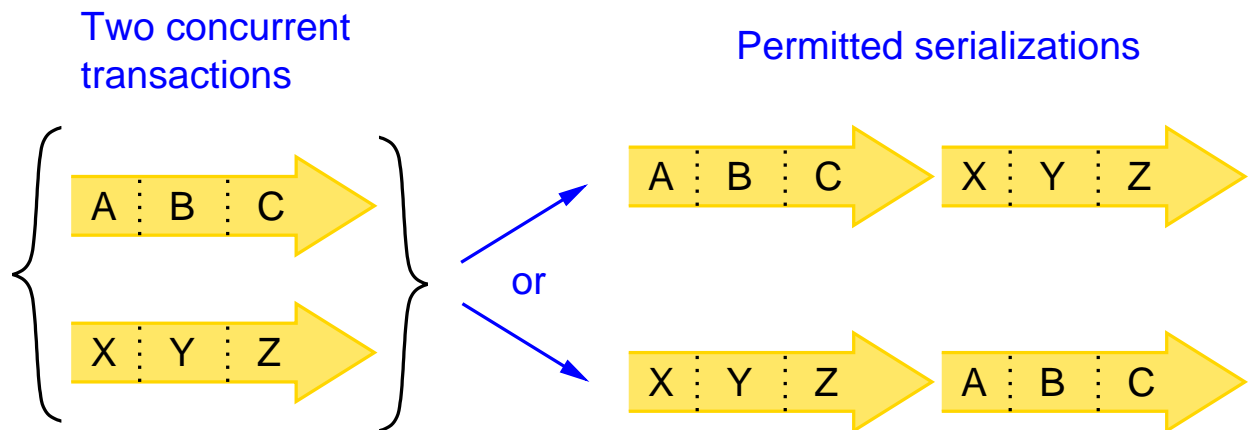 Two concurrent
transactions
Permitted serializations
A B C
X Y Z
or
A B C X Y Z
X Y Z A B C